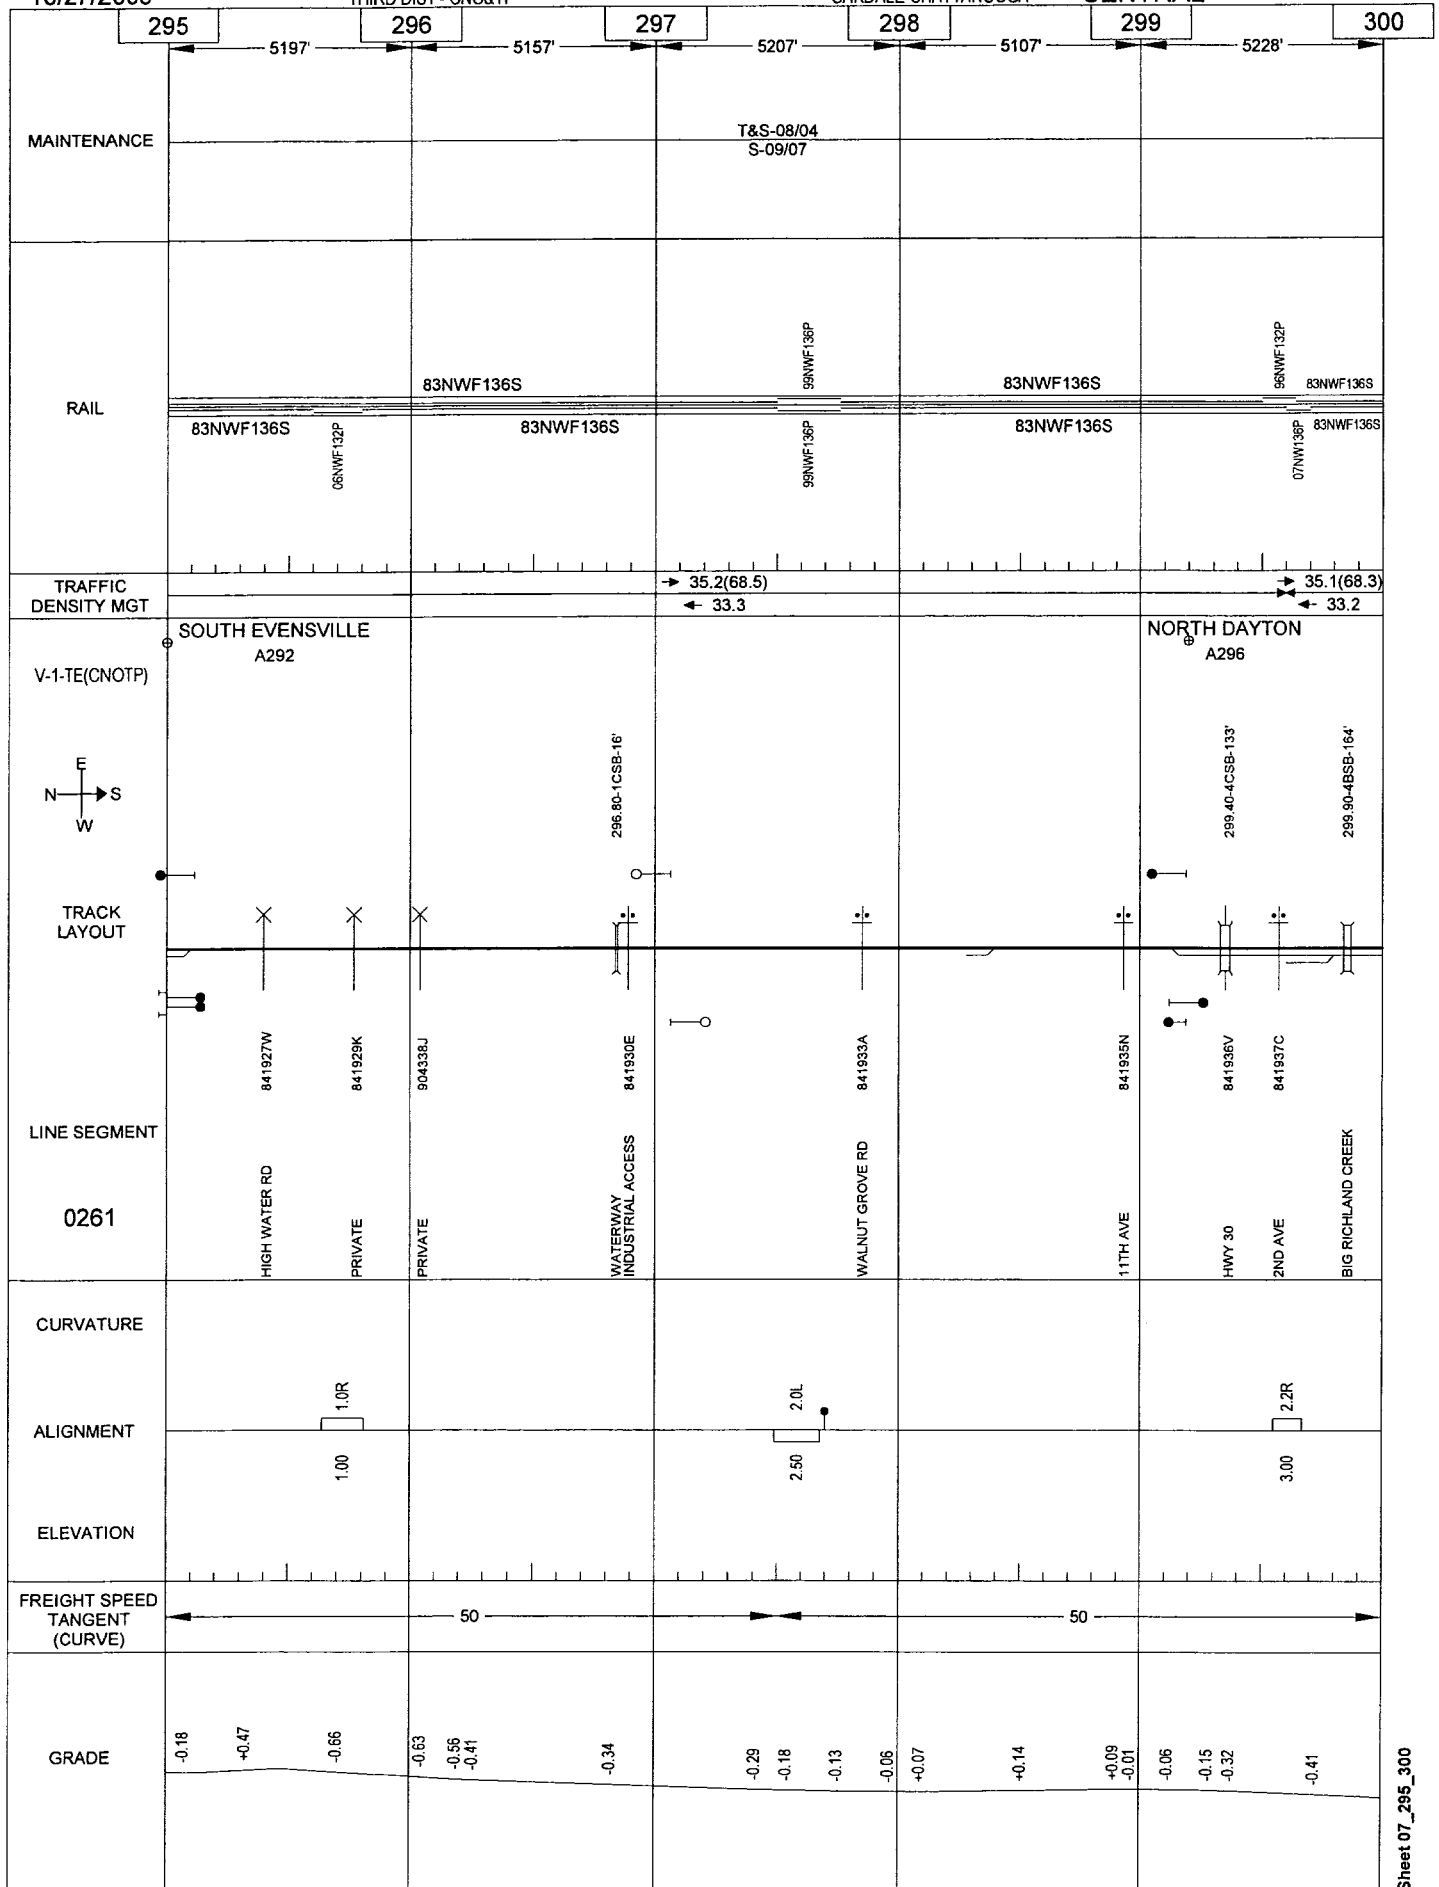 295 296 297 298 299 300
5197' 5157' 5207' 5107' 5228'
MAINTENANCE
T&S-08/04
S-09/07
RAIL
83NWF136S
99NWF136P
83NWF136S
96NWF132P
83NWF136S
83NWF136S
06NWF132P
83NWF136S
99NWF136P
83NWF136S
07NW136P
83NWF136S
TRAFFIC
DENSITY MGT
35.2(68.5)
33.3
35.1(68.3)
33.2
SOUTH EVENSVILLE
A292
NORTH DAYTON
A296
V-1-TE(CNOTP)
E
N S
W
296.80-1CSB-16'
299.40-4CSB-133'
299.90-4BSB-164'
TRACK
LAYOUT
841927W
841929K
904338J
841930E
841933A
841935N
841936V
841937C
LINE SEGMENT
0261
HIGH WATER RD
PRIVATE
PRIVATE
WATERWAY
INDUSTRIAL ACCESS
WALNUT GROVE RD
11TH AVE
HWY 30
2ND AVE
BIG RICHLAND CREEK
CURVATURE
1.0R
2.0L
2.2R
ALIGNMENT
1.00
2.50
3.00
ELEVATION
FREIGHT SPEED
TANGENT
(CURVE)
50
50
GRADE
-0.18
+0.47
-0.66
-0.63
-0.56
-0.41
-0.34
-0.29
-0.18
-0.13
-0.06
+0.07
+0.14
+0.09
-0.01
-0.06
-0.15
-0.32
-0.41
Sheet 07_295_300